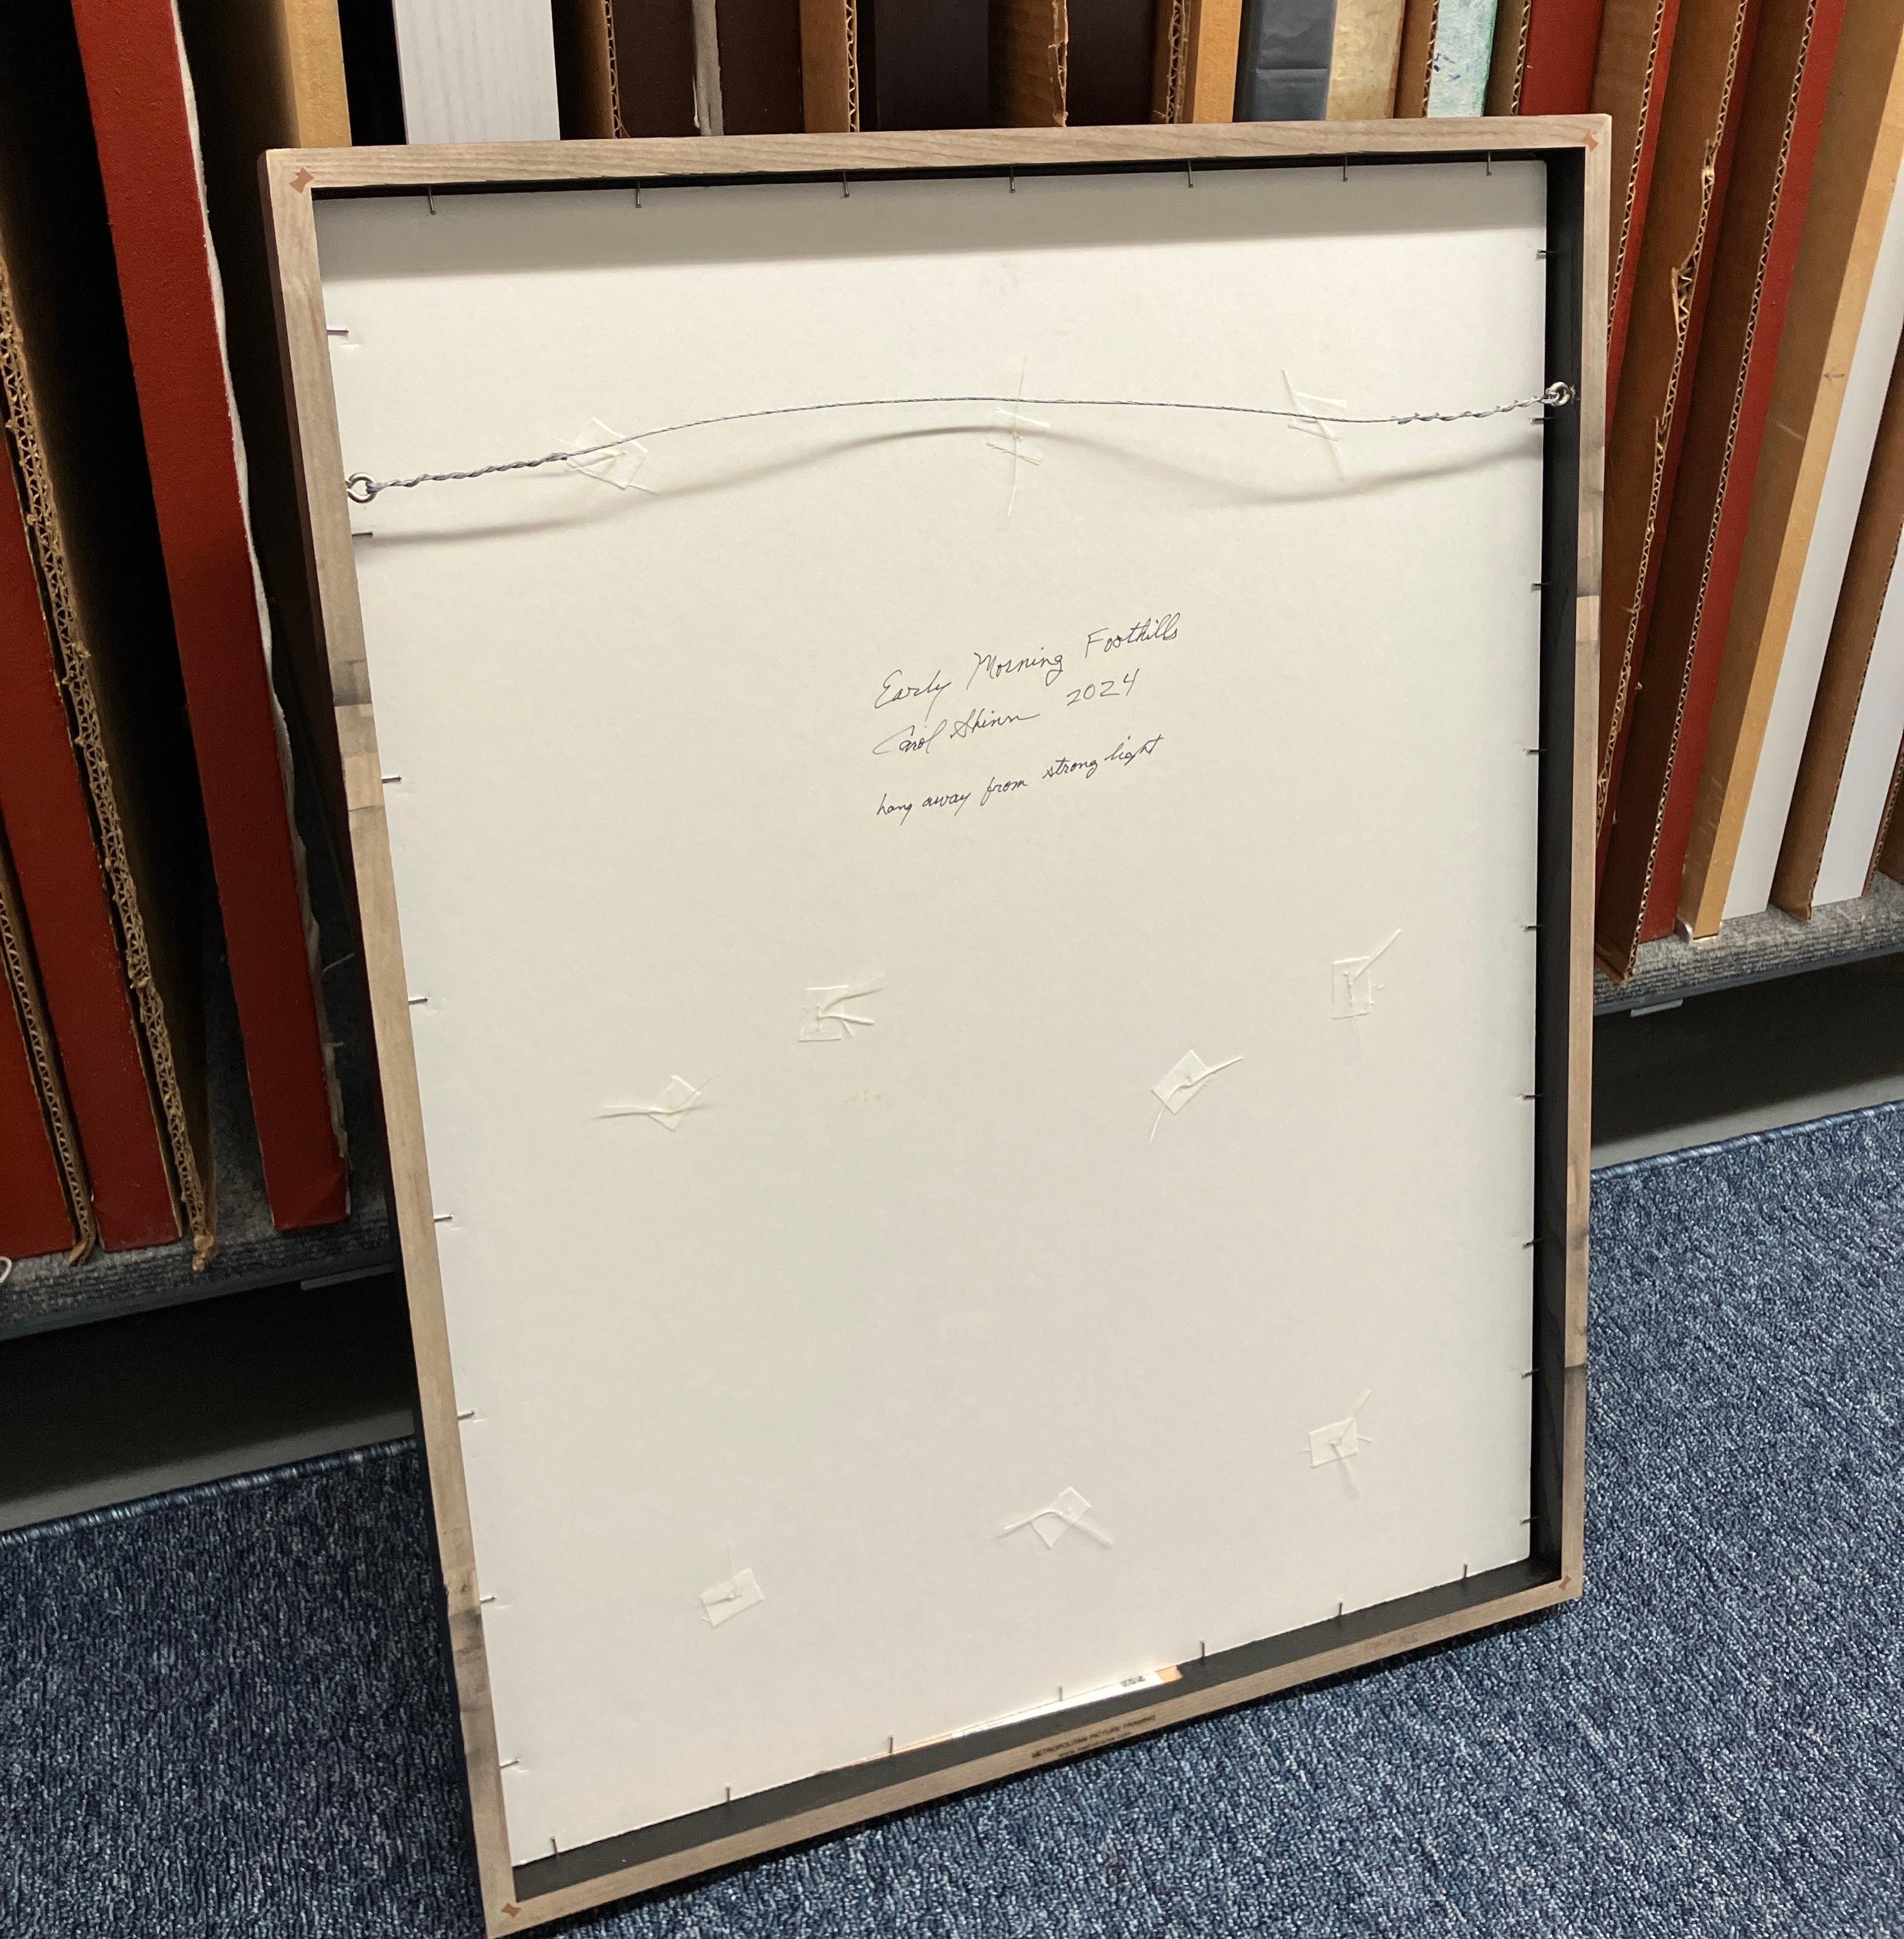 Early Morning Foothills
Carol Shinn 2024
hang away from strong light
METROPOLITAN PICTURE FRAMING